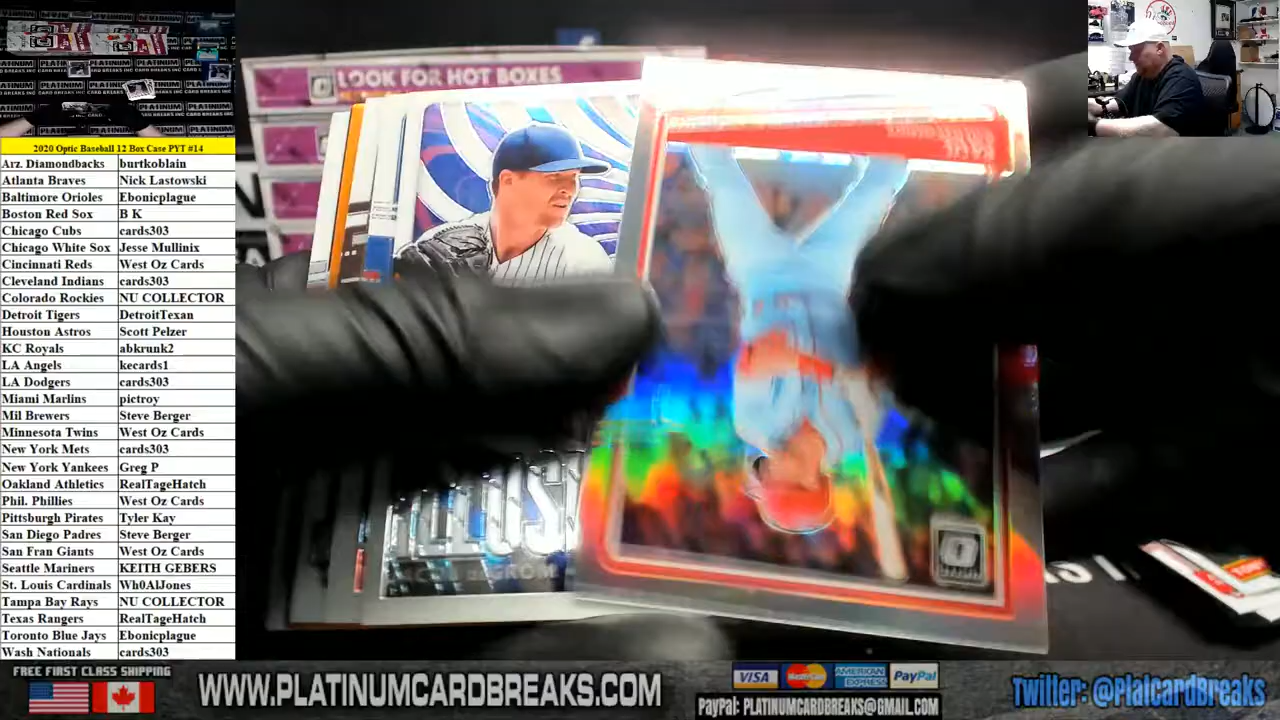 2020 Optic Baseball 12 Box Case PYT #14
Arz. Diamondbacks burtkoblain
Atlanta Braves Nick Lastowski
Baltimore Orioles Ebonicplague
Boston Red Sox B K
Chicago Cubs cards303
Chicago White Sox Jesse Mullinix
Cincinnati Reds West Oz Cards
Cleveland Indians cards303
Colorado Rockies NU COLLECTOR
Detroit Tigers DetroitTexan
Houston Astros Scott Pelzer
KC Royals abkrunk2
LA Angels kecards1
LA Dodgers cards303
Miami Marlins pictroy
Mil Brewers Steve Berger
Minnesota Twins West Oz Cards
New York Mets cards303
New York Yankees Greg P
Oakland Athletics RealTageHatch
Phil. Phillies West Oz Cards
Pittsburgh Pirates Tyler Kay
San Diego Padres Steve Berger
San Fran Giants West Oz Cards
Seattle Mariners KEITH GEBERS
St. Louis Cardinals Wh0AlJones
Tampa Bay Rays NU COLLECTOR
Texas Rangers RealTageHatch
Toronto Blue Jays Ebonicplague
Wash Nationals cards303
LOOK FOR HOT BOXES
FREE FIRST CLASS SHIPPING
WWW.PLATINUMCARDBREAKS.COM
VISA MasterCard AMERICAN EXPRESS PayPal
PayPal: PLATINUMCARDBREAKS@GMAIL.COM
Twitter: @PlatCardBreaks